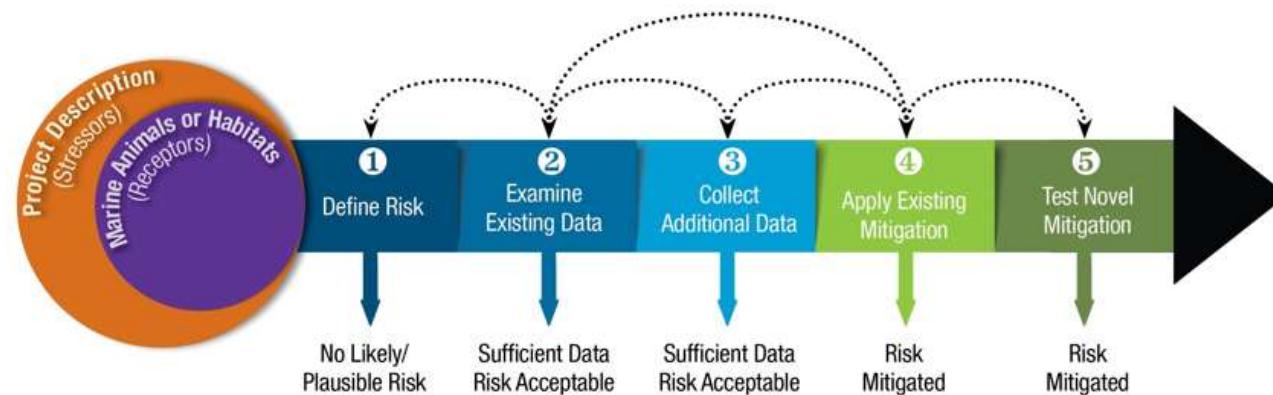 Project Description
(Stressors)
Marine Animals or Habitats
(Receptors)
1
Define Risk
2
Examine
Existing Data
3
Collect
Additional Data
4
Apply Existing
Mitigation
5
Test Novel
Mitigation
No Likely/
Plausible Risk
Sufficient Data
Risk Acceptable
Sufficient Data
Risk Acceptable
Risk
Mitigated
Risk
Mitigated